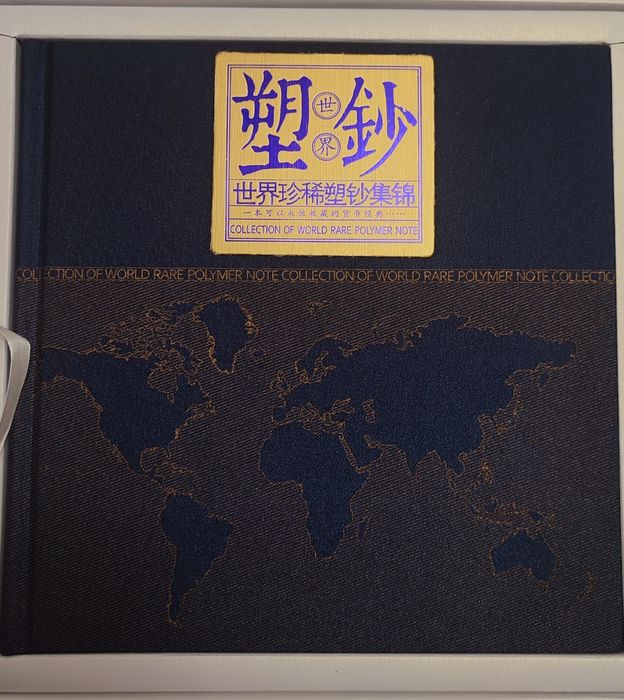 塑世界鈔
世界珍稀塑钞集锦
一本可以永恒收藏的货币经典……
COLLECTION OF WORLD RARE POLYMER NOTE
COLLECTION OF WORLD RARE POLYMER NOTE COLLECTION OF WORLD RARE POLYMER NOTE COLLECTIO